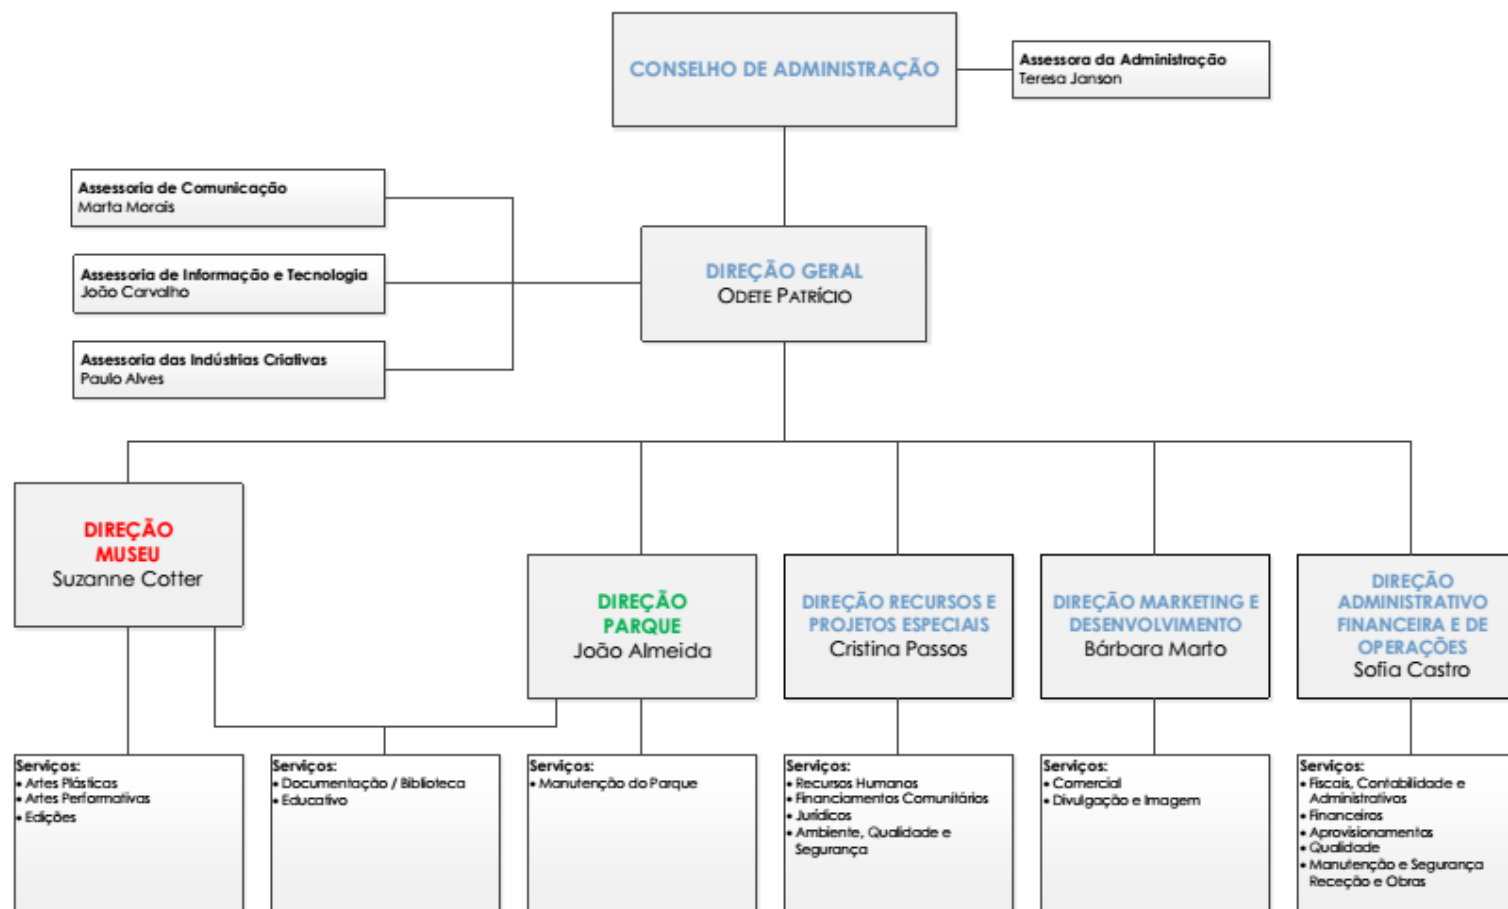 CONSELHO DE ADMINISTRAÇÃO
Assessora da Administração
Teresa Janson
Assessoria de Comunicação
Marta Morais
Assessoria de Informação e Tecnologia
João Carvalho
Assessoria das Indústrias Criativas
Paulo Alves
DIREÇÃO GERAL
ODETE PATRÍCIO
DIREÇÃO
MUSEU
Suzanne Cotter
DIREÇÃO
PARQUE
João Almeida
DIREÇÃO RECURSOS E
PROJETOS ESPECIAIS
Cristina Passos
DIREÇÃO MARKETING E
DESENVOLVIMENTO
Bárbara Marto
DIREÇÃO
ADMINISTRATIVO
FINANCEIRA E DE
OPERAÇÕES
Sofia Castro
Serviços:
• Artes Plásticas
• Artes Performativas
• Edições
Serviços:
• Documentação / Biblioteca
• Educativo
Serviços:
• Manutenção do Parque
Serviços:
• Recursos Humanos
• Financiamentos Comunitários
• Jurídicos
• Ambiente, Qualidade e
Segurança
Serviços:
• Comercial
• Divulgação e Imagem
Serviços:
• Fiscais, Contabilidade e
Administrativos
• Financeiros
• Aprovisionamentos
• Qualidade
• Manutenção e Segurança
Receção e Obras